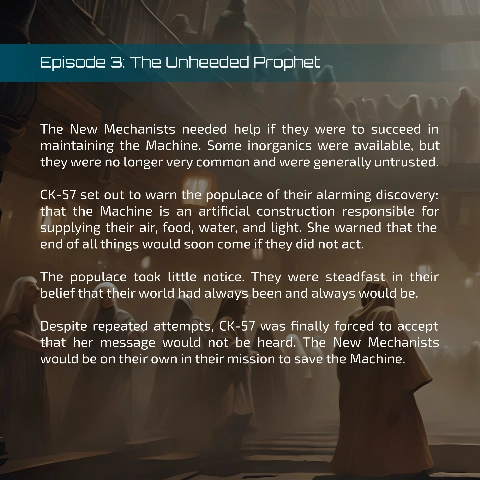 Episode 3: The Unheeded Prophet
The New Mechanists needed help if they were to succeed in
maintaining the Machine. Some inorganics were available, but
they were no longer very common and were generally untrusted.
CK-57 set out to warn the populace of their alarming discovery:
that the Machine is an artificial construction responsible for
supplying their air, food, water, and light. She warned that the
end of all things would soon come if they did not act.
The populace took little notice. They were steadfast in their
belief that their world had always been and always would be.
Despite repeated attempts, CK-57 was finally forced to accept
that her message would not be heard. The New Mechanists
would be on their own in their mission to save the Machine.